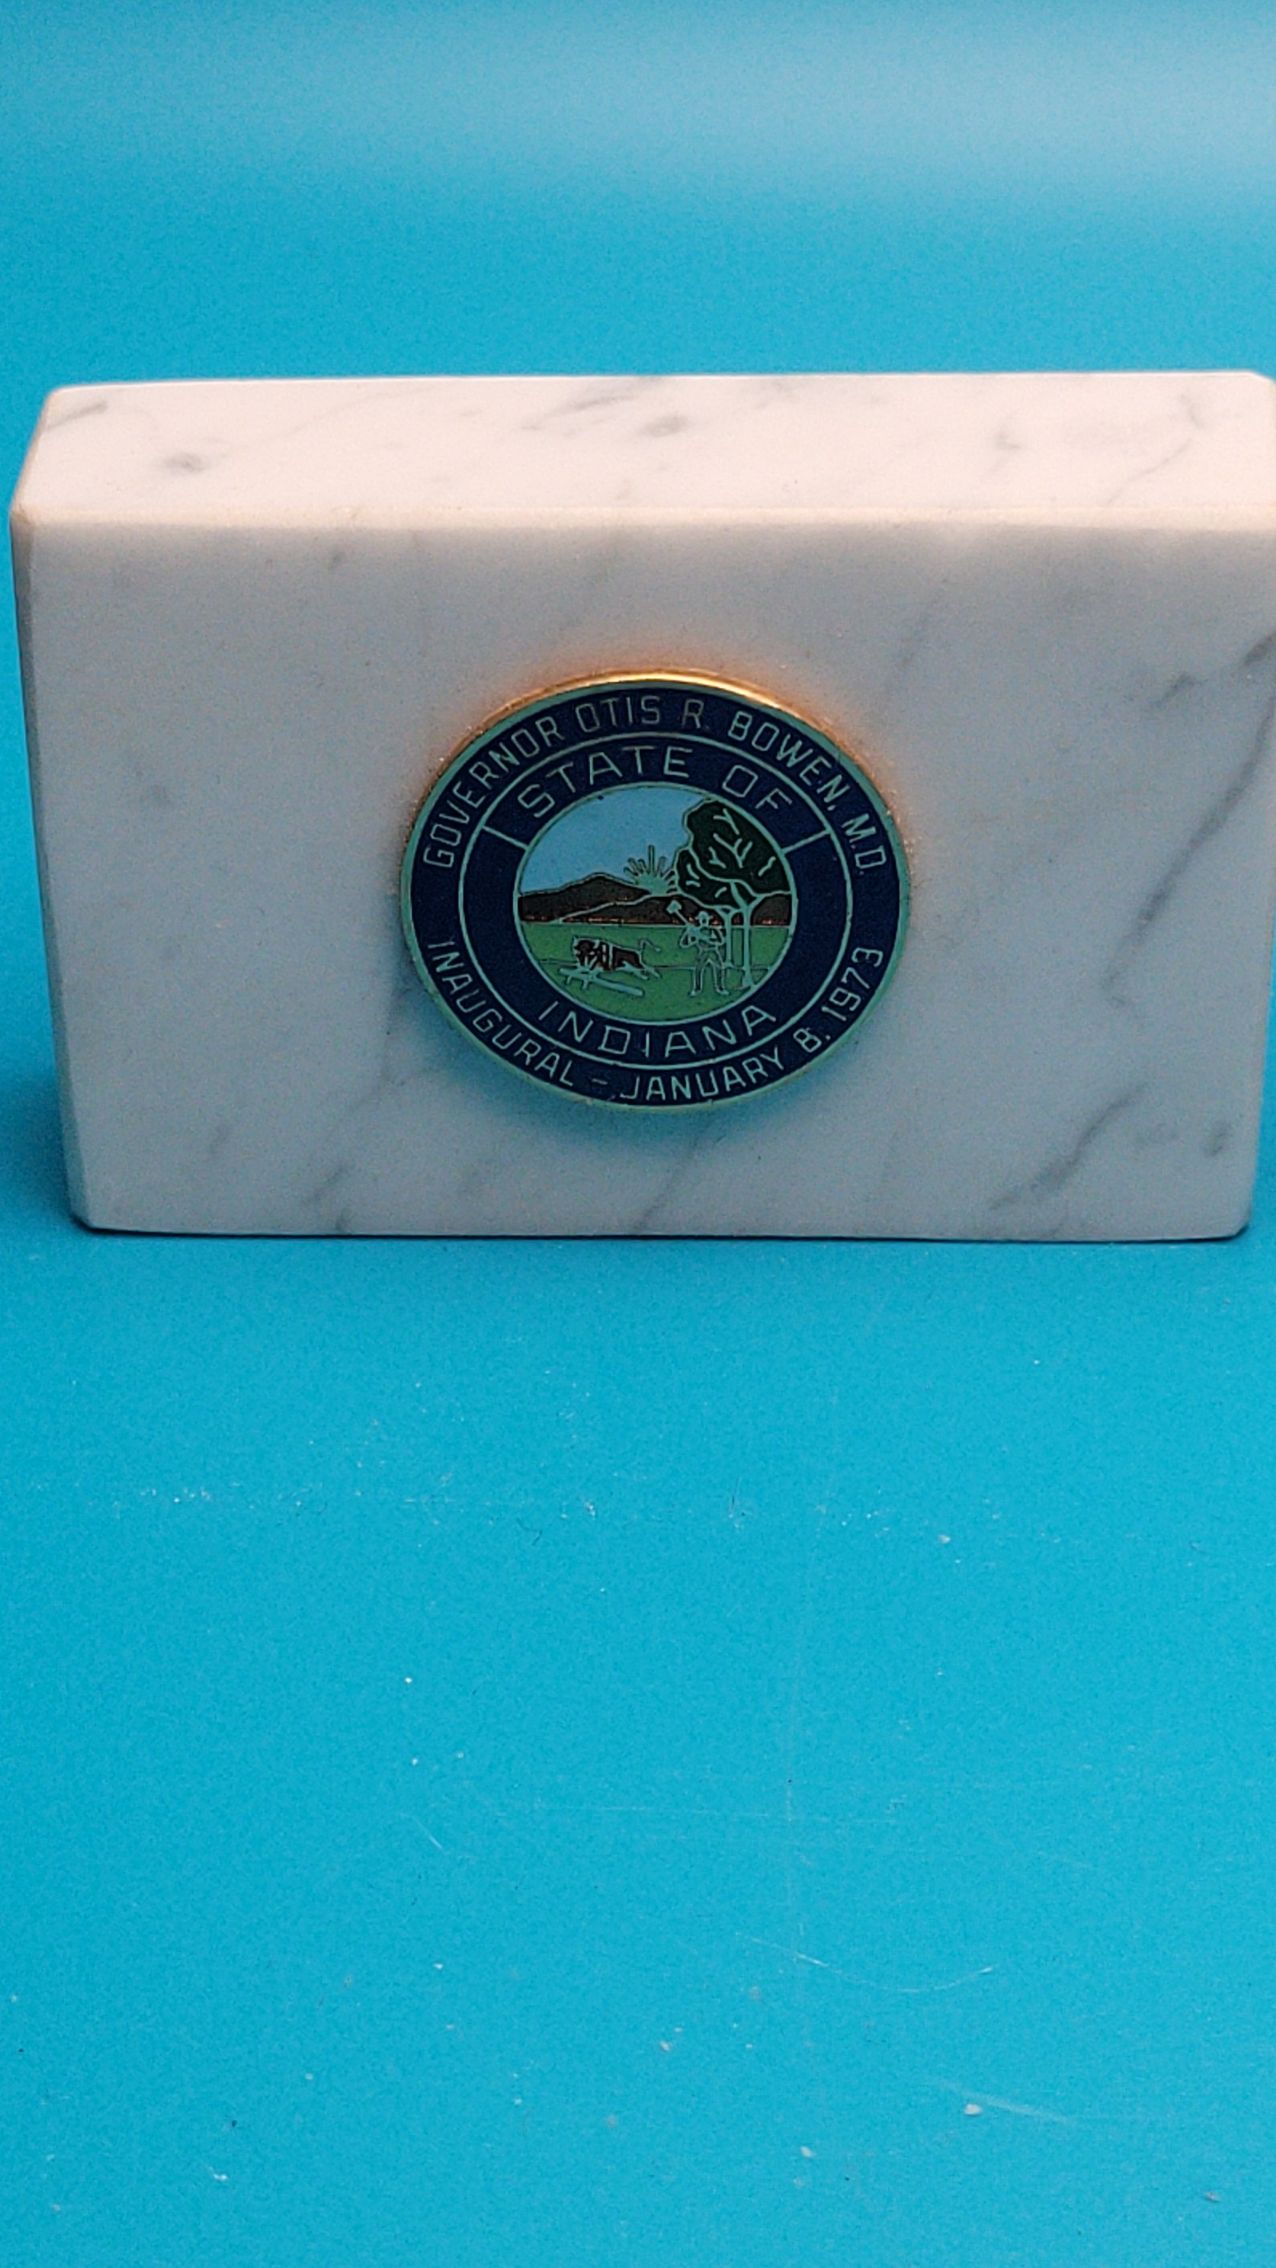 GOVERNOR OTIS R. BOWEN, M.D.
STATE OF
INDIANA
INAUGURAL - JANUARY 8, 1973